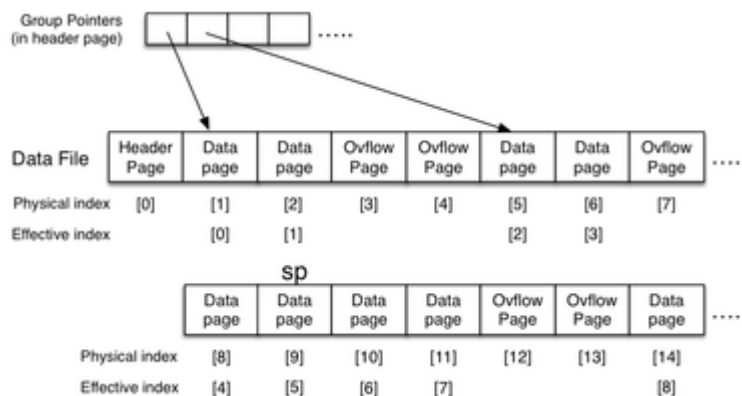 Group Pointers
(in header page)
.....
Data File Header Page Data page Data page Ovflow Page Ovflow Page Data page Data page Ovflow Page ....
Physical index [0] [1] [2] [3] [4] [5] [6] [7]
Effective index [0] [1] [2] [3]
sp
Data page Data page Data page Data page Ovflow Page Ovflow Page Data page ....
Physical index [8] [9] [10] [11] [12] [13] [14]
Effective index [4] [5] [6] [7] [8]